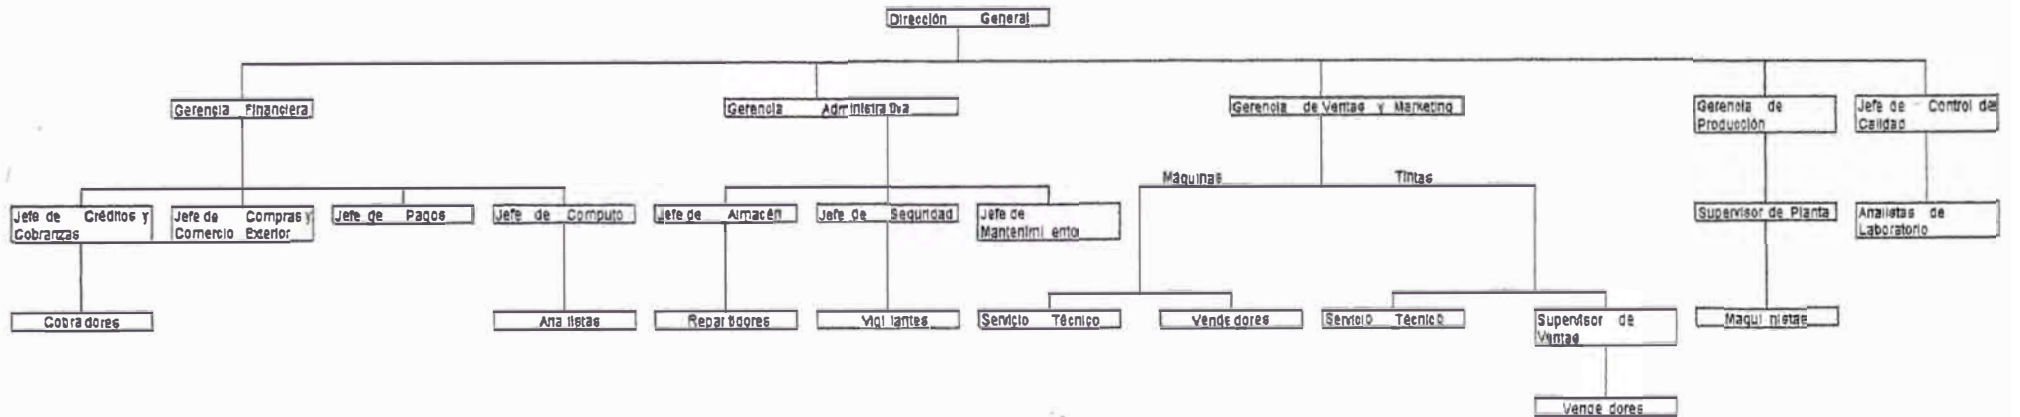 Dirección General
Gerencia Financiera
Gerencia Administrativa
Gerencia de Ventas y Marketing
Gerencia de
Producción
Jefe de Control de
Calidad
Máquinas
Tintas
Jefe de Créditos y
Cobranzas
Jefe de Compras y
Comercio Exterior
Jefe de Pagos
Jefe de Computo
Jefe de Almacén
Jefe de Seguridad
Jefe de
Mantenimiento
Supervisor de Planta
Analistas de
Laboratorio
Cobradores
Analistas
Repartidores
Vigilantes
Servicio Técnico
Vendedores
Servicio Técnico
Supervisor de
Ventas
Maquinistas
Vendedores